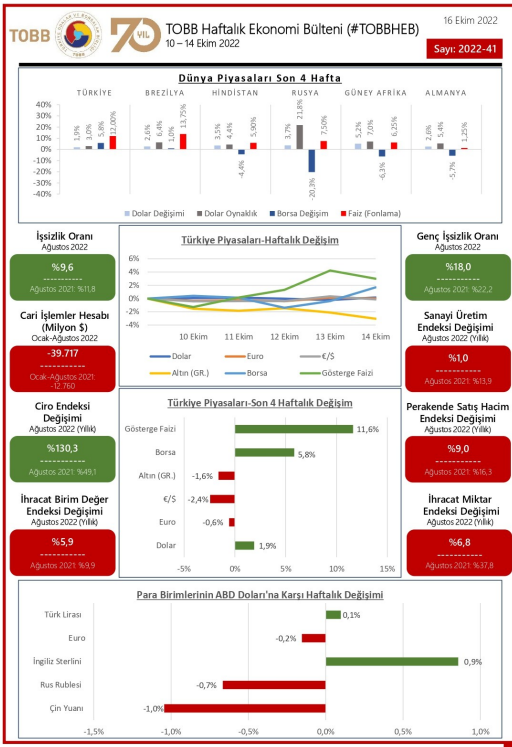 TOBB
70 YIL
TOBB Haftalık Ekonomi Bülteni (#TOBBHEB)
10 – 14 Ekim 2022
16 Ekim 2022
Sayı: 2022-41
Dünya Piyasaları Son 4 Hafta
TÜRKİYE BREZİLYA HİNDİSTAN RUSYA GÜNEY AFRİKA ALMANYA
40%
30%
20%
10%
0%
-10%
-20%
-30%
-40%
1,9% 3,0% 5,8% 12,00%
2,6% 6,4% 1,0% 13,75%
3,5% 4,4% -4,4% 5,90%
3,7% 21,8% -20,3% 7,50%
5,2% 7,0% -6,3% 6,25%
2,6% 5,4% -5,7% 1,25%
Dolar Değişimi Dolar Oynaklık Borsa Değişim Faiz (Fonlama)
İşsizlik Oranı
Ağustos 2022
%9,6
-----------
Ağustos 2021: %11,8
Cari İşlemler Hesabı
(Milyon $)
Ocak-Ağustos 2022
-39.717
-----------
Ocak-Ağustos 2021:
-12.760
Ciro Endeksi
Değişimi
Ağustos 2022 (Yıllık)
%130,3
-----------
Ağustos 2021: %49,1
İhracat Birim Değer
Endeksi Değişimi
Ağustos 2022 (Yıllık)
%5,9
-----------
Ağustos 2021: %9,9
Türkiye Piyasaları-Haftalık Değişim
6%
4%
2%
0%
-2%
-4%
10 Ekim 11 Ekim 12 Ekim 13 Ekim 14 Ekim
Dolar Euro €/$
Altın (GR.) Borsa Gösterge Faizi
Türkiye Piyasaları-Son 4 Haftalık Değişim
Gösterge Faizi 11,6%
Borsa 5,8%
Altın (GR.) -1,6%
€/$ -2,4%
Euro -0,6%
Dolar 1,9%
-5% 0% 5% 10% 15%
Genç İşsizlik Oranı
Ağustos 2022
%18,0
-----------
Ağustos 2021: %22,2
Sanayi Üretim
Endeksi Değişimi
Ağustos 2022 (Yıllık)
%1,0
-----------
Ağustos 2021: %13,9
Perakende Satış Hacim
Endeksi Değişimi
Ağustos 2022 (Yıllık)
%9,0
-----------
Ağustos 2021: %16,3
İhracat Miktar
Endeksi Değişimi
Ağustos 2022 (Yıllık)
%6,8
-----------
Ağustos 2021: %37,8
Para Birimlerinin ABD Doları'na Karşı Haftalık Değişimi
Türk Lirası 0,1%
Euro -0,2%
İngiliz Sterlini 0,9%
Rus Rublesi -0,7%
Çin Yuanı -1,0%
-1,5% -1,0% -0,5% 0,0% 0,5% 1,0%